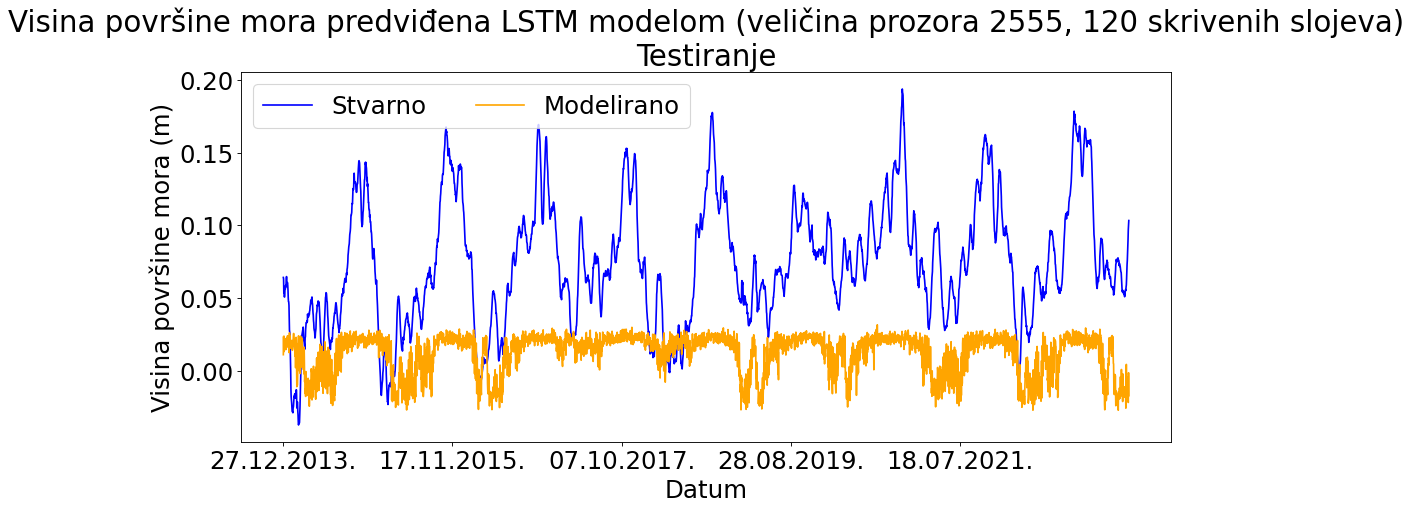 Visina površine mora predviđena LSTM modelom (veličina prozora 2555, 120 skrivenih slojeva)
Testiranje
Stvarno
Modelirano
Visina površine mora (m)
0.20
0.15
0.10
0.05
0.00
27.12.2013. 17.11.2015. 07.10.2017. 28.08.2019. 18.07.2021.
Datum